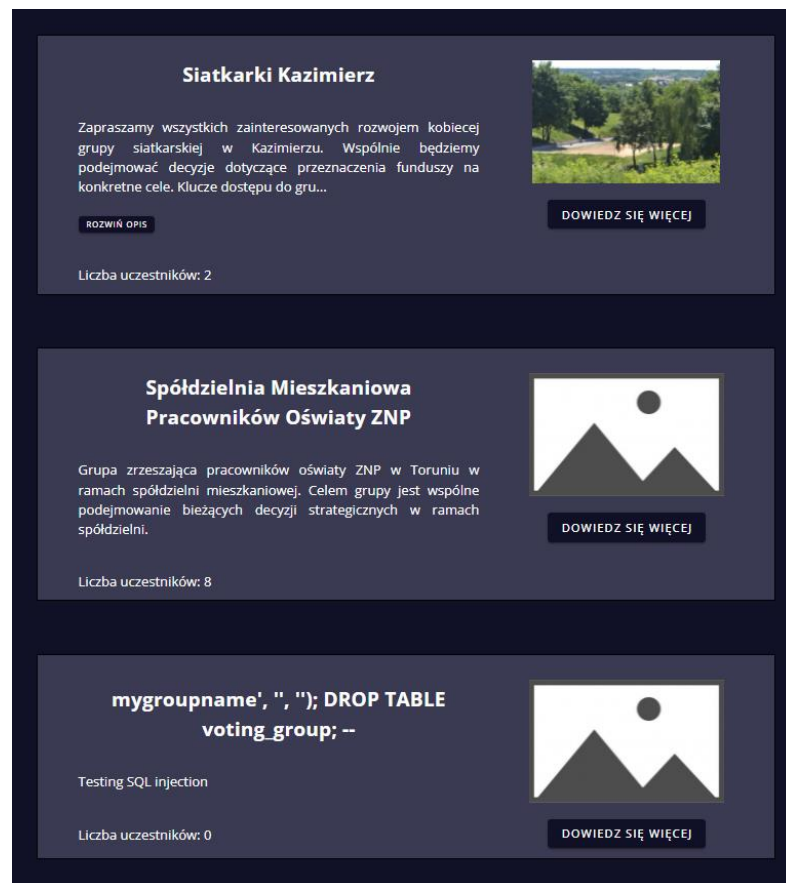 Siatkarki Kazimierz
Zapraszamy wszystkich zainteresowanych rozwojem kobiecej
grupy siatkarskiej w Kazimierzu. Wspólnie będziemy
podejmować decyzje dotyczące przeznaczenia funduszy na
konkretne cele. Klucze dostępu do gru...
ROZWIŃ OPIS
Liczba uczestników: 2
DOWIEDZ SIĘ WIĘCEJ
Spółdzielnia Mieszkaniowa
Pracowników Oświaty ZNP
Grupa zrzeszająca pracowników oświaty ZNP w Toruniu w
ramach spółdzielni mieszkaniowej. Celem grupy jest wspólne
podejmowanie bieżących decyzji strategicznych w ramach
spółdzielni.
Liczba uczestników: 8
DOWIEDZ SIĘ WIĘCEJ
mygroupname', '', ''); DROP TABLE
voting_group; --
Testing SQL injection
Liczba uczestników: 0
DOWIEDZ SIĘ WIĘCEJ